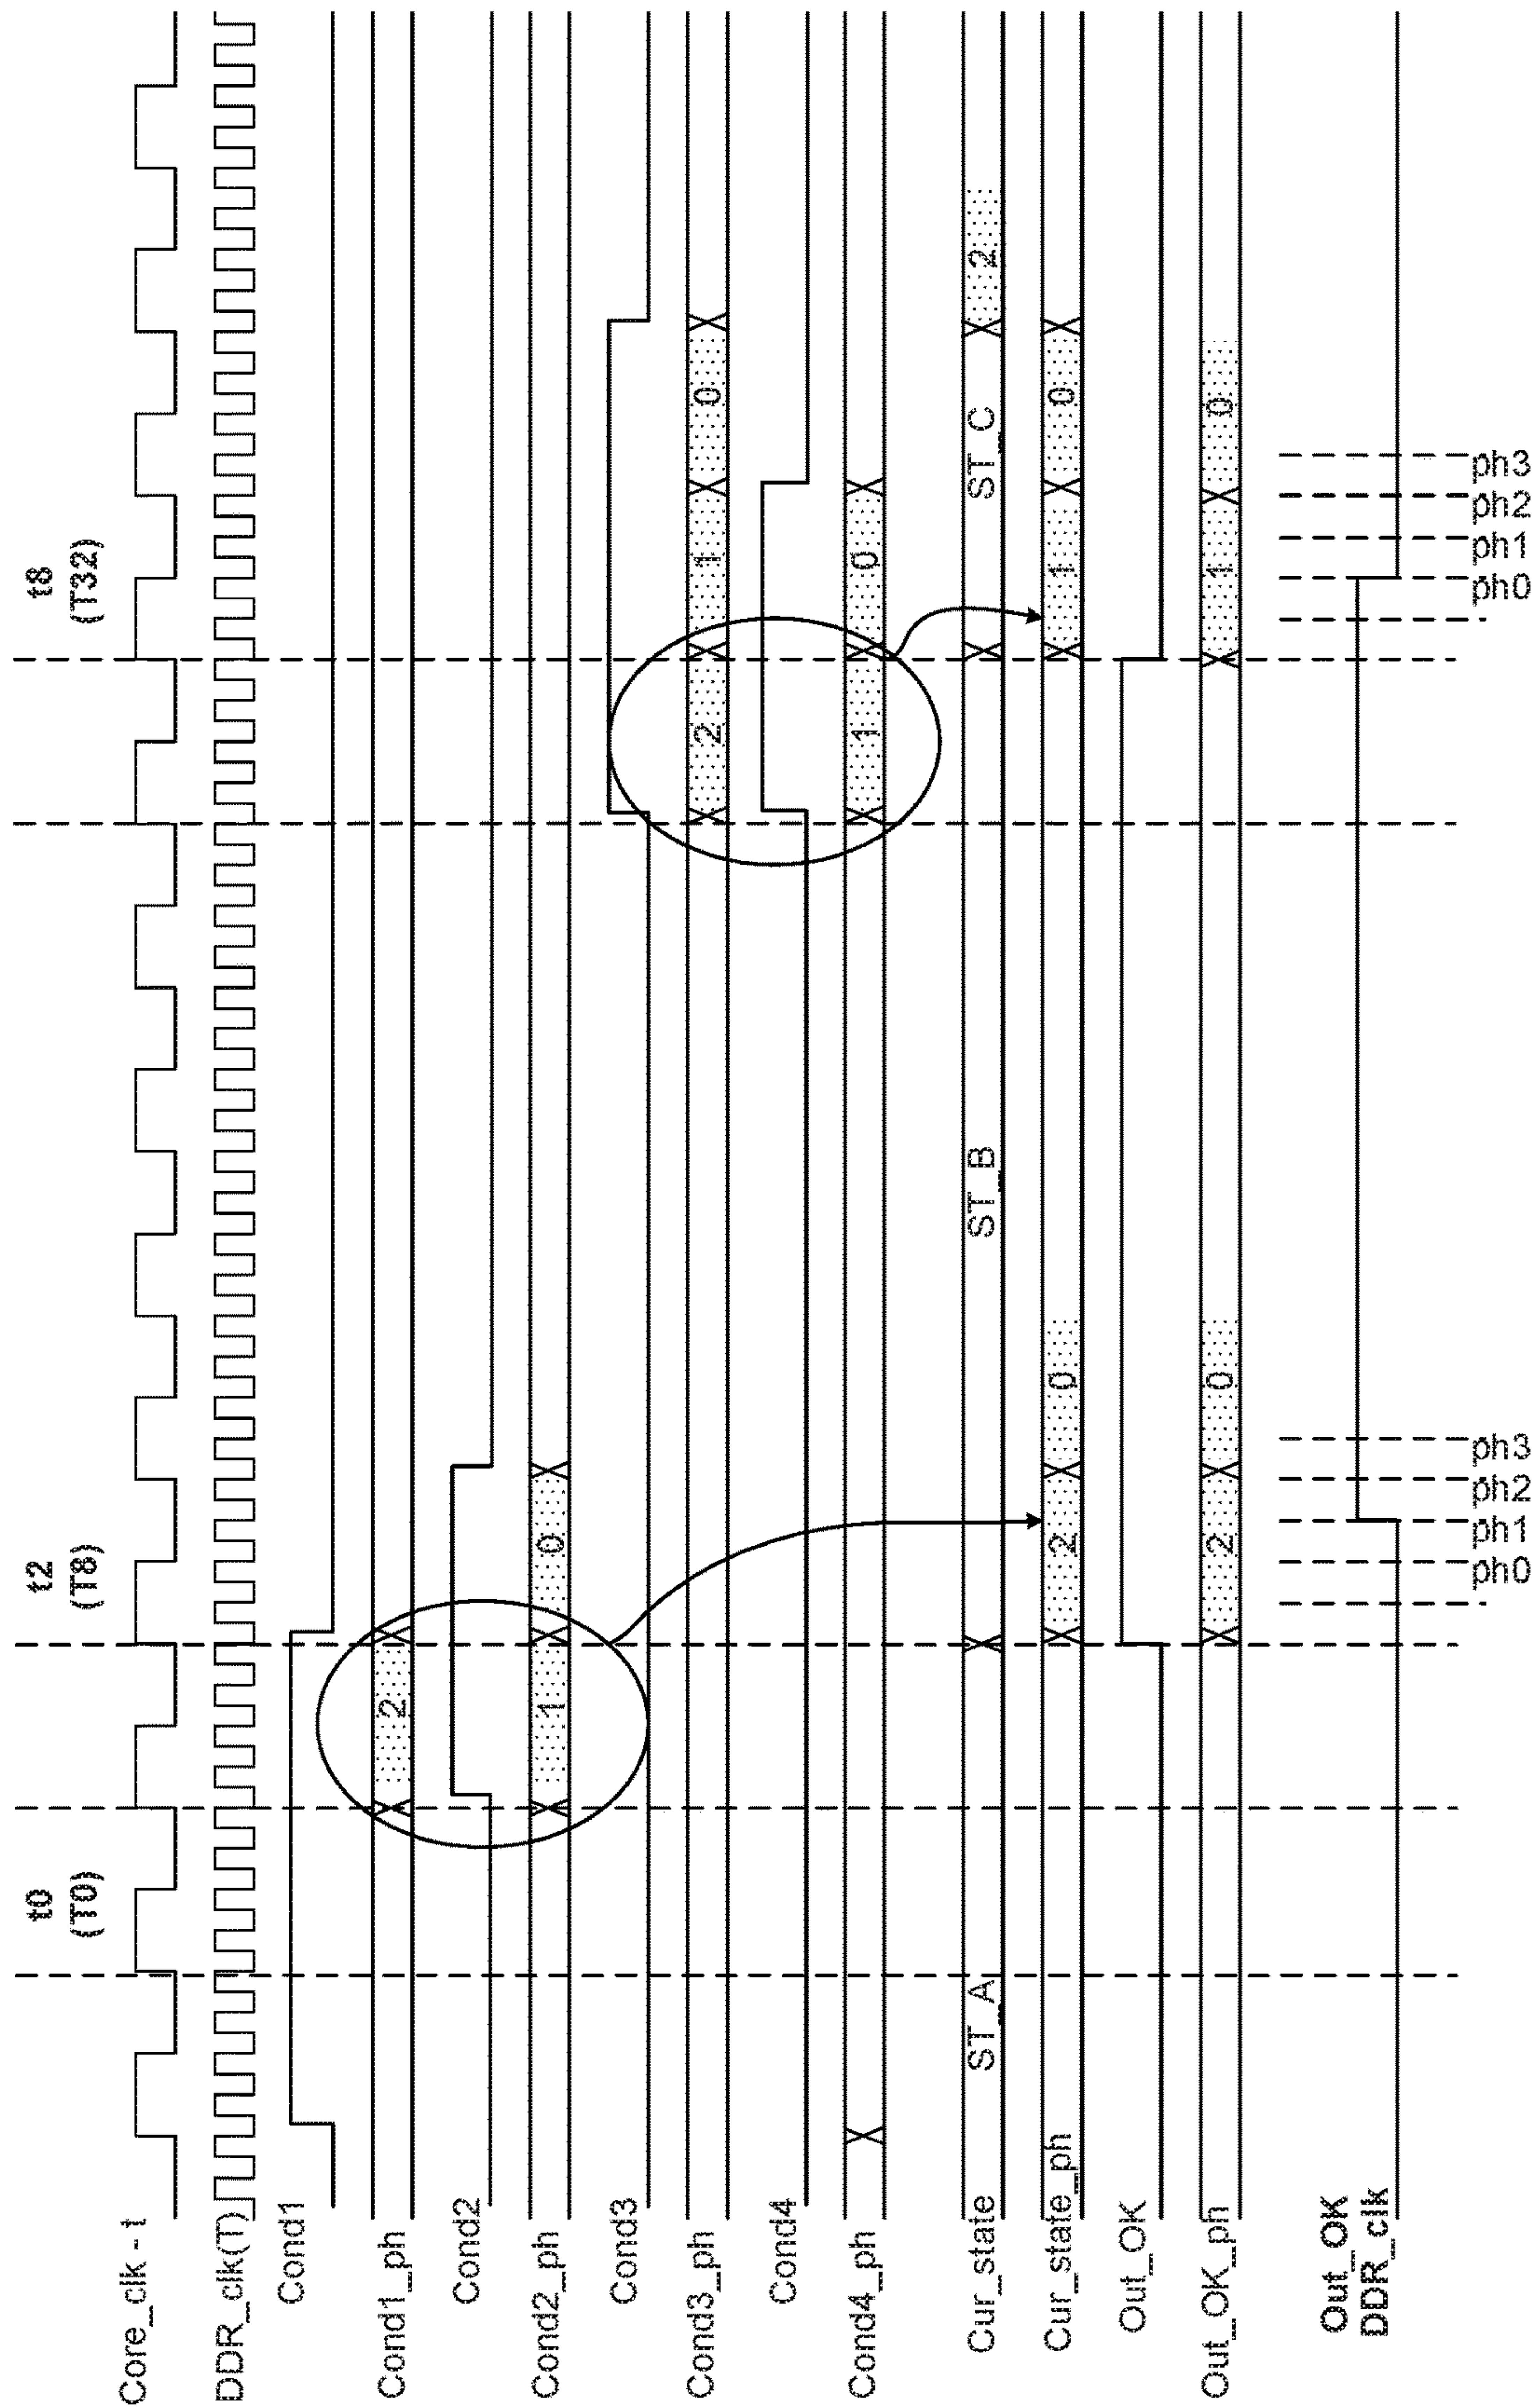 t0
(T0)
t2
(T8)
t8
(T32)
Core_clk - t
DDR_clk(T)
Cond1
Cond1_ph
2
Cond2
Cond2_ph
1
0
Cond3
Cond3_ph
2
1
0
Cond4
Cond4_ph
1
0
Cur_state
ST_A
ST_B
ST_C
2
Cur_state_ph
2
0
1
0
Out_OK
Out_OK_ph
2
0
1
0
Out_OK
DDR_clk
ph0
ph1
ph2
ph3
ph0
ph1
ph2
ph3